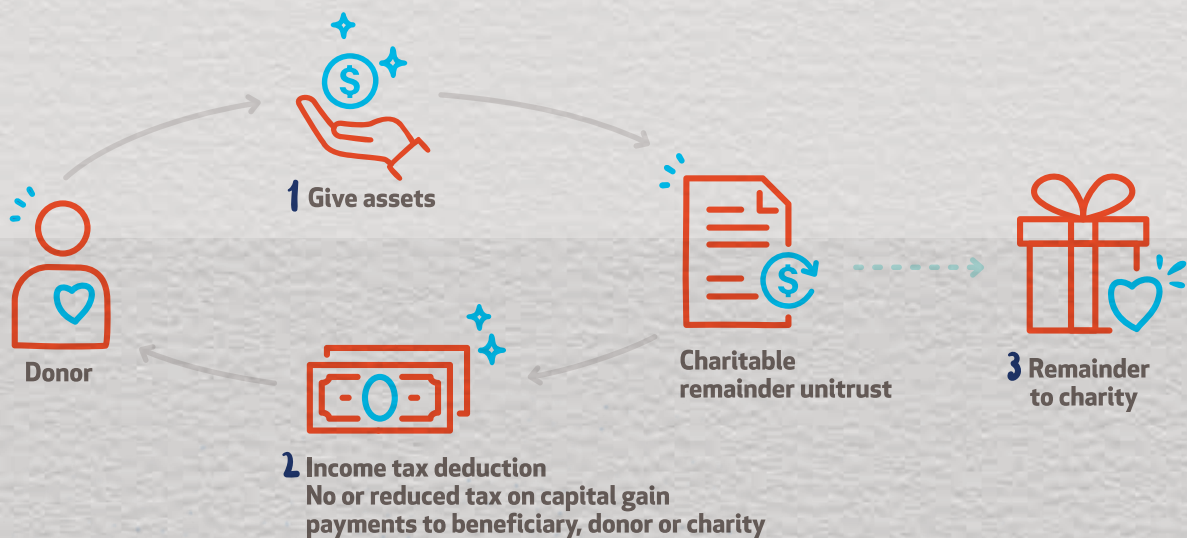 $
1 Give assets
$
Donor
Charitable
remainder unitrust
3 Remainder
to charity
2 Income tax deduction
No or reduced tax on capital gain
payments to beneficiary, donor or charity